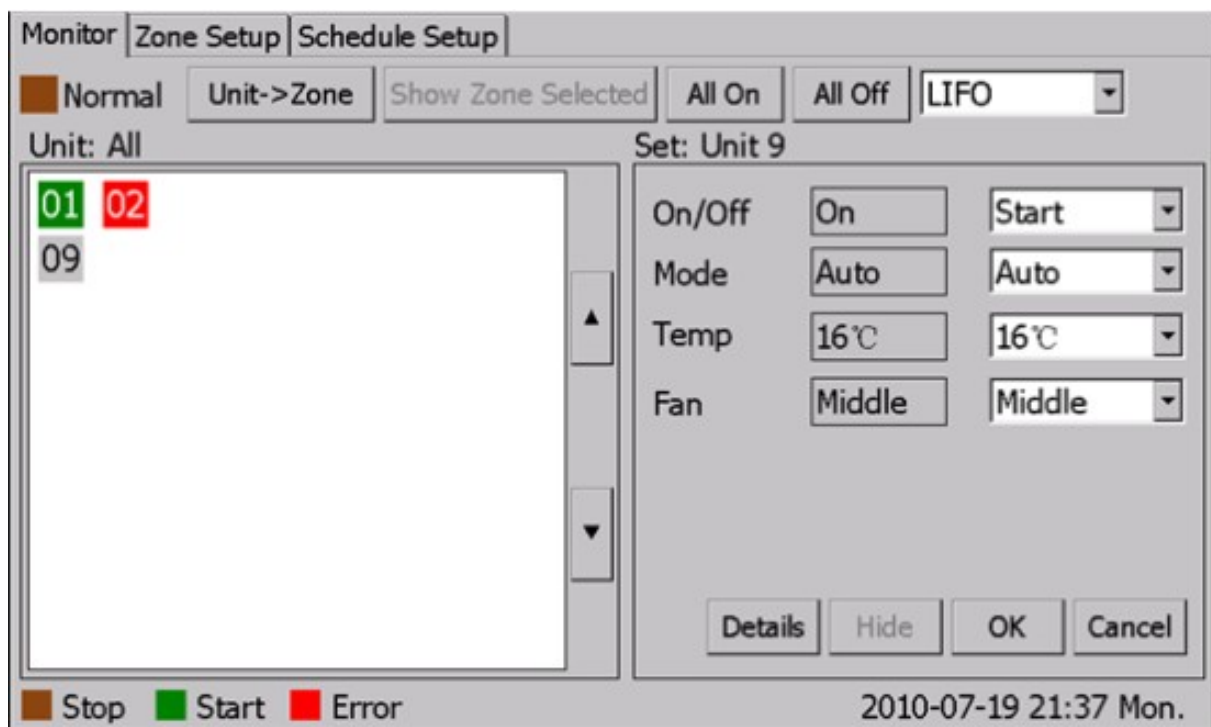 Monitor Zone Setup Schedule Setup
Normal Unit->Zone Show Zone Selected All On All Off LIFO
Unit: All Set: Unit 9
01 02
09
On/Off On Start
Mode Auto Auto
Temp 16℃ 16℃
Fan Middle Middle
Details Hide OK Cancel
Stop Start Error 2010-07-19 21:37 Mon.